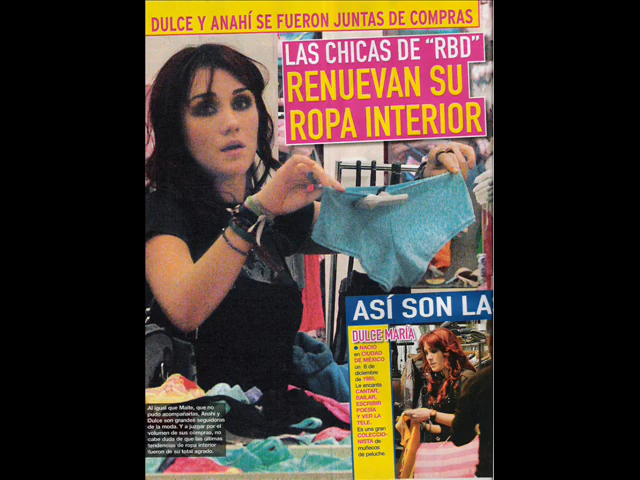 DULCE Y ANAHÍ SE FUERON JUNTAS DE COMPRAS
LAS CHICAS DE "RBD"
RENUEVAN SU
ROPA INTERIOR
ASÍ SON LA
DULCE MARÍA
NACIÓ
en CIUDAD
DE MÉXICO
un 6 de
diciembre
de 1985.
Le encanta
CANTAR,
BAILAR,
ESCRIBIR
POESÍA
Y VER LA
TELE.
Es una gran
COLECCIO-
NISTA de
muñecos
de peluche.
Al igual que Maite, que no
pudo acompañarlas, Anahí y
Dulce son grandes seguidoras
de la moda. Y a juzgar por el
volumen de sus compras, no
cabe duda de que las últimas
tendencias de ropa interior
fueron de su total agrado.